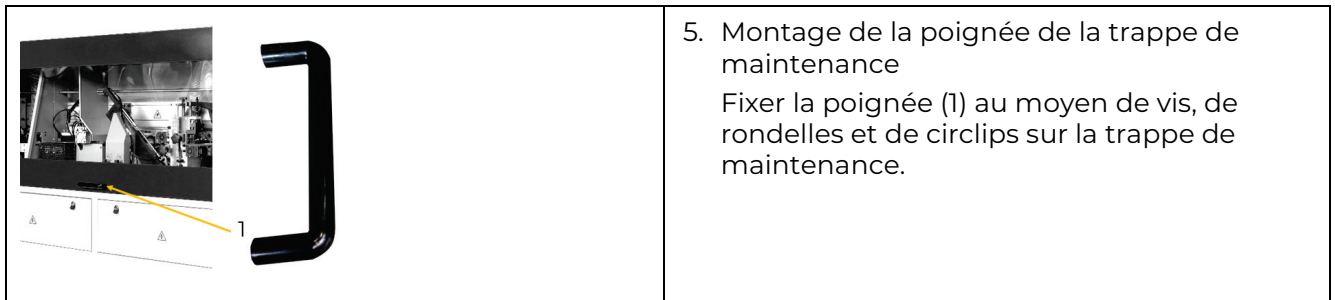 1
5. Montage de la poignée de la trappe de
maintenance
Fixer la poignée (1) au moyen de vis, de
rondelles et de circlips sur la trappe de
maintenance.